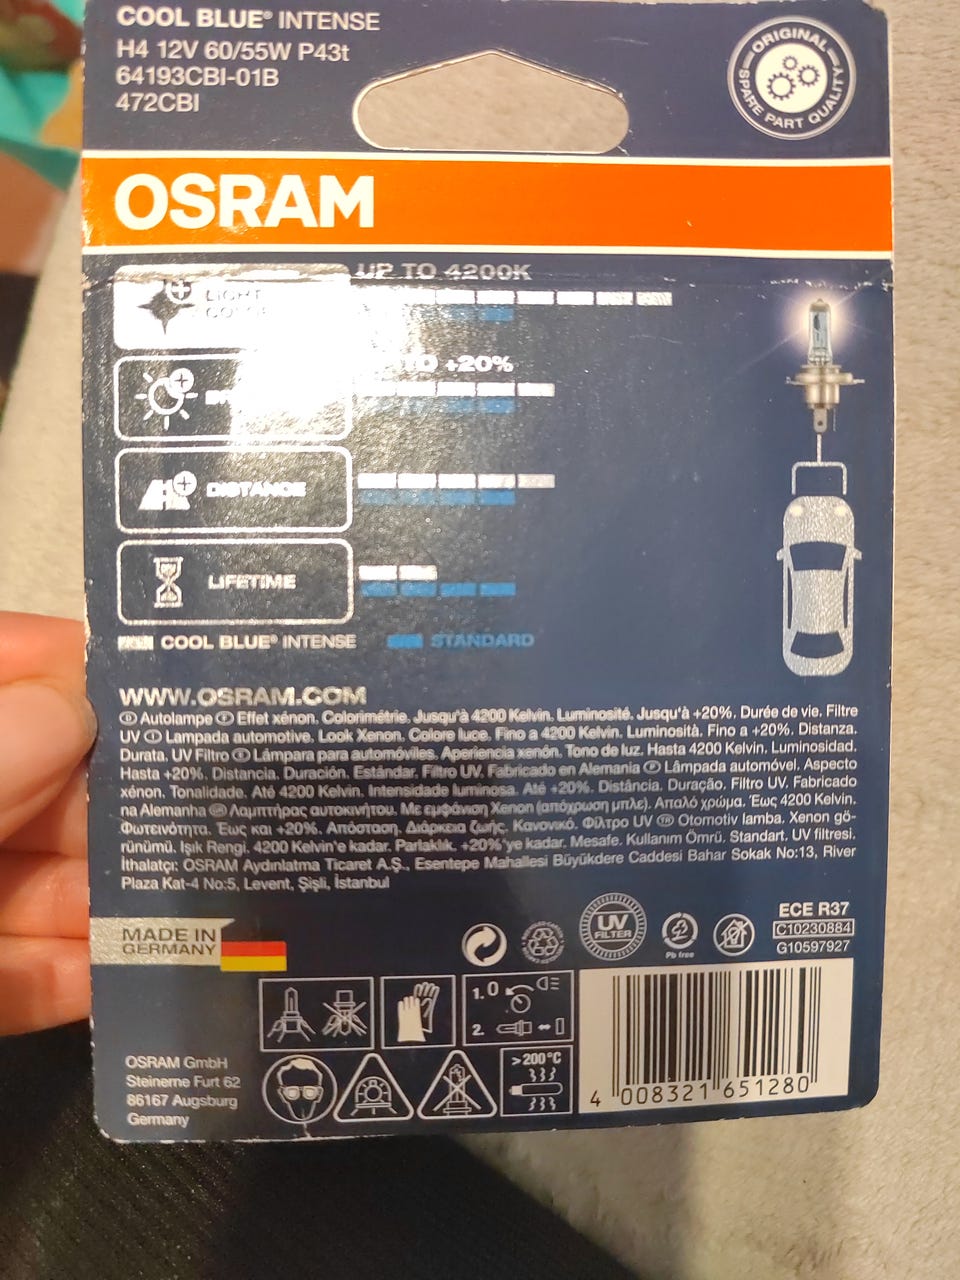 COOL BLUE® INTENSE
H4 12V 60/55W P43t
64193CBI-01B
472CBI
ORIGINAL
SPARE PART QUALITY
OSRAM
UP TO 4200K
LIGHT
COLOR
TO +20%
DISTANCE
LIFETIME
COOL BLUE® INTENSE STANDARD
WWW.OSRAM.COM
Ⓓ Autolampe Ⓕ Effet xénon. Colorimétrie. Jusqu'à 4200 Kelvin. Luminosité. Jusqu'à +20%. Durée de vie. Filtre
UV Ⓘ Lampada automotive. Look Xenon. Colore luce. Fino a 4200 Kelvin. Luminosità. Fino a +20%. Distanza.
Durata. UV Filtro Ⓔ Lámpara para automóviles. Aperiencia xenón. Tono de luz. Hasta 4200 Kelvin. Luminosidad.
Hasta +20%. Distancia. Duración. Estándar. Filtro UV. Fabricado en Alemania Ⓟ Lâmpada automóvel. Aspecto
xénon. Tonalidade. Até 4200 Kelvin. Intensidade luminosa. Até +20%. Distância. Duração. Filtro UV. Fabricado
na Alemanha GR Λαμπτήρας αυτοκινήτου. Με εμφάνιση Xenon (απόχρωση μπλε). Απαλό χρώμα. Έως 4200 Kelvin.
Φωτεινότητα. Έως και +20%. Απόσταση. Διάρκεια ζωής. Κανονικό. Φίλτρο UV TR Otomotiv lamba. Xenon gö-
rünümü. Işık Rengi. 4200 Kelvin'e kadar. Parlaklık. +20%'ye kadar. Mesafe. Kullanım Ömrü. Standart. UV filtresi.
İthalatçı: OSRAM Aydınlatma Ticaret A.Ş., Esentepe Mahallesi Büyükdere Caddesi Bahar Sokak No:13, River
Plaza Kat-4 No:5, Levent, Şişli, İstanbul
MADE IN
GERMANY
UV
FILTER
Pb free
ECE R37
C10230884
G10597927
1. 0
2.
>200°C
OSRAM GmbH
Steinerne Furt 62
86167 Augsburg
Germany
4 008321 651280